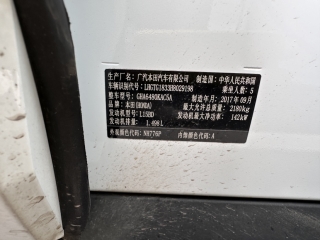 生产厂名：广汽本田汽车有限公司 制造国：中华人民共和国
车辆识别代号：LHGTG1833H8029198 乘坐人数：5
整车型号：GHA6480KAC5A 制造年月：2017年09月
品牌：本田(HONDA) 最大允许总质量：2180kg
发动机型号：L15BD 发动机最大净功率：142kW
发动机排量：1.498L
外观颜色代号：NH776P 内饰颜色代号：A